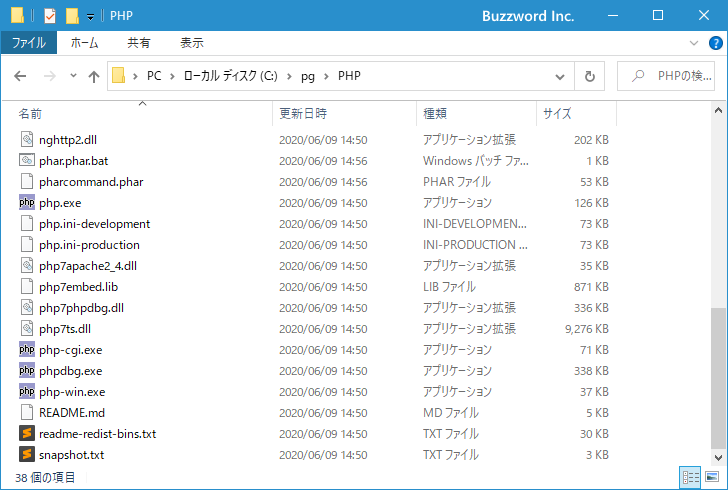 PHP Buzzword Inc.
ファイル ホーム 共有 表示
PC ローカル ディスク (C:) pg PHP PHPの検...
名前 更新日時 種類 サイズ
nghttp2.dll 2020/06/09 14:50 アプリケーション拡張 202 KB
phar.phar.bat 2020/06/09 14:56 Windows バッチ ファ... 1 KB
pharcommand.phar 2020/06/09 14:56 PHAR ファイル 53 KB
php php.exe 2020/06/09 14:50 アプリケーション 126 KB
php.ini-development 2020/06/09 14:50 INI-DEVELOPMEN... 73 KB
php.ini-production 2020/06/09 14:50 INI-PRODUCTION ... 73 KB
php7apache2_4.dll 2020/06/09 14:50 アプリケーション拡張 35 KB
php7embed.lib 2020/06/09 14:50 LIB ファイル 871 KB
php7phpdbg.dll 2020/06/09 14:50 アプリケーション拡張 336 KB
php7ts.dll 2020/06/09 14:50 アプリケーション拡張 9,276 KB
php php-cgi.exe 2020/06/09 14:50 アプリケーション 71 KB
php phpdbg.exe 2020/06/09 14:50 アプリケーション 338 KB
php php-win.exe 2020/06/09 14:50 アプリケーション 37 KB
README.md 2020/06/09 14:50 MD ファイル 5 KB
readme-redist-bins.txt 2020/06/09 14:50 TXT ファイル 30 KB
snapshot.txt 2020/06/09 14:50 TXT ファイル 3 KB
38 個の項目